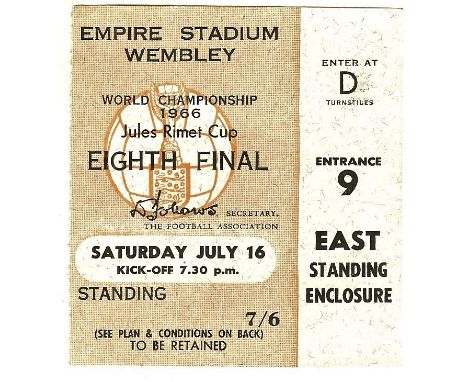 EMPIRE STADIUM
WEMBLEY
WORLD CHAMPIONSHIP
1966
Jules Rimet Cup
EIGHTH FINAL
D Follows SECRETARY.
THE FOOTBALL ASSOCIATION
SATURDAY JULY 16
KICK-OFF 7.30 p.m.
STANDING
7/6
(SEE PLAN & CONDITIONS ON BACK)
TO BE RETAINED
ENTER AT
D
TURNSTILES
ENTRANCE
9
EAST
STANDING
ENCLOSURE